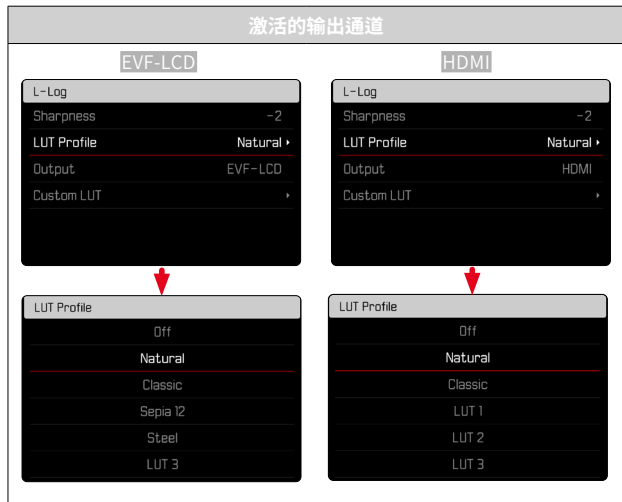 激活的输出通道
EVF-LCD
L-Log
Sharpness -2
LUT Profile Natural
Output EVF-LCD
Custom LUT
LUT Profile
Off
Natural
Classic
Sepia 12
Steel
LUT 3
HDMI
L-Log
Sharpness -2
LUT Profile Natural
Output HDMI
Custom LUT
LUT Profile
Off
Natural
Classic
LUT 1
LUT 2
LUT 3